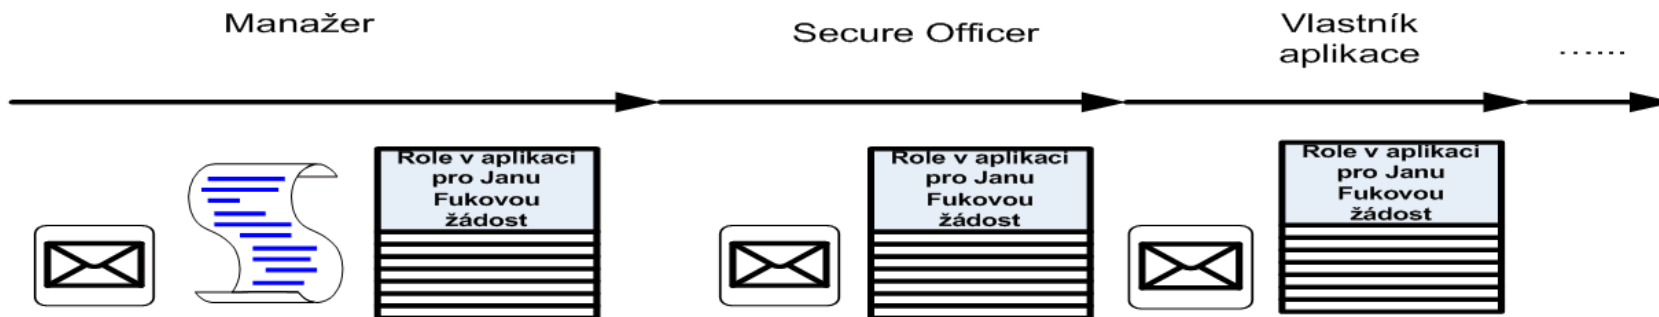 Manažer
Secure Officer
Vlastník
aplikace
......
Role v aplikaci
pro Janu
Fukovou
žádost
Role v aplikaci
pro Janu
Fukovou
žádost
Role v aplikaci
pro Janu
Fukovou
žádost